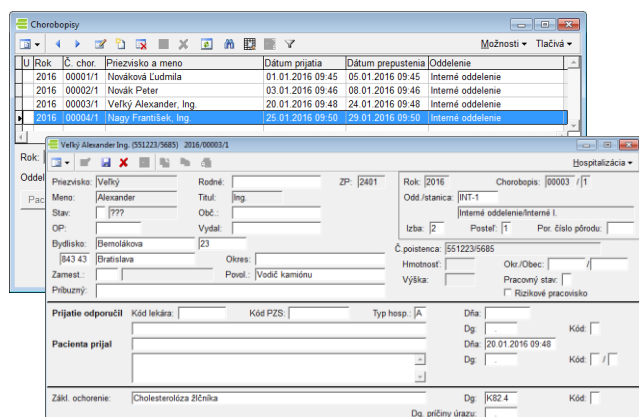 Chorobopisy
Možnosti Tlačivá
U Rok Č. chor. Priezvisko a meno Dátum prijatia Dátum prepustenia Oddelenie
2016 00001/1 Nováková Ľudmila 01.01.2016 09:45 05.01.2016 09:45 Interné oddelenie
2016 00002/1 Novák Peter 03.01.2016 09:46 08.01.2016 09:46 Interné oddelenie
2016 00003/1 Veľký Alexander, Ing. 20.01.2016 09:48 24.01.2016 09:48 Interné oddelenie
2016 00004/1 Nagy František, Ing. 25.01.2016 09:50 29.01.2016 09:50 Interné oddelenie
Rok:
Oddel
Pac
Veľký Alexander Ing. (551223/5685) 2016/00003/1
Hospitalizácia
Priezvisko: Veľký Rodné: ZP: 2401 Rok: 2016 Chorobopis: 00003 / 1
Meno: Alexander Titul: Ing. Odd./stanica: INT-1
Stav: ??? Obč.: Interné oddelenie/Interné I.
OP: Vydal: Izba: 2 Posteľ: 1 Por. číslo pôrodu:
Bydlisko: Bernolákova 23 Č.poistenca: 551223/5685
843 43 Bratislava Okres: Hmotnosť: Okr./Obec: /
Zamest.: Povol.: Vodič kamiónu Výška: Pracovný stav:
Príbuzný: Rizikové pracovisko
Prijatie odporučil Kód lekára: Kód PZS: Typ hosp.: A Dňa:
Dg: . Kód:
Pacienta prijal Dňa: 20.01.2016 09:48
Dg: . Kód: /
Zákl. ochorenie: Cholesterolóza žlčníka Dg: K82.4 Kód:
Dg. príčiny úrazu: .